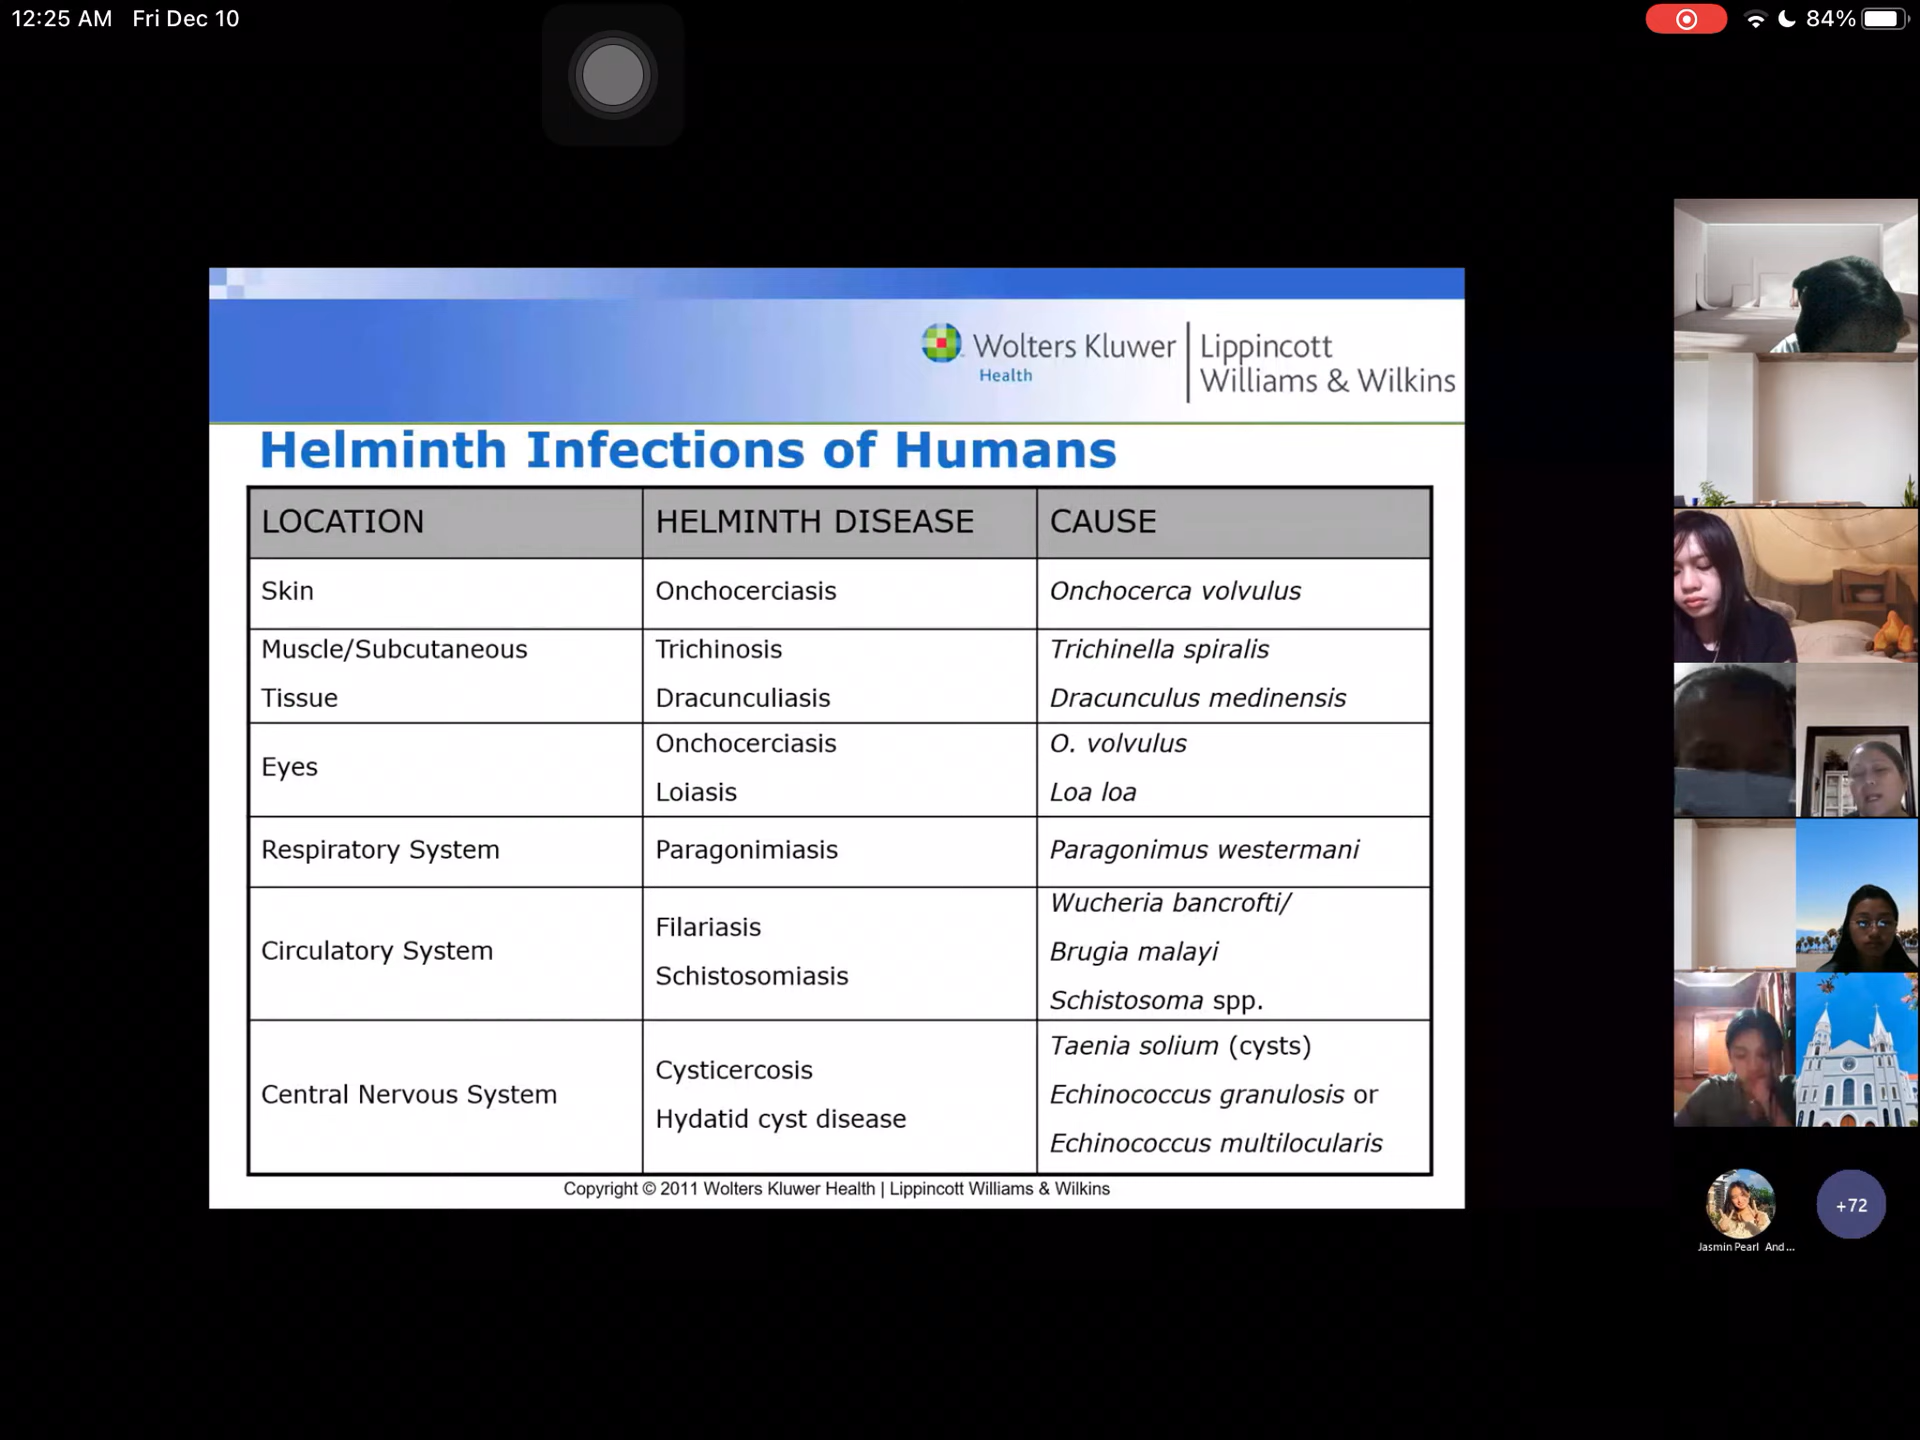 12:25 AM Fri Dec 10
84%
Wolters Kluwer
Health
Lippincott
Williams & Wilkins
Helminth Infections of Humans
LOCATION HELMINTH DISEASE CAUSE
Skin Onchocerciasis Onchocerca volvulus
Muscle/Subcutaneous Trichinosis Trichinella spiralis
Tissue Dracunculiasis Dracunculus medinensis
Eyes
Onchocerciasis O. volvulus
Loiasis Loa loa
Respiratory System Paragonimiasis Paragonimus westermani
Circulatory System
Filariasis
Schistosomiasis
Wucheria bancrofti/
Brugia malayi
Schistosoma spp.
Central Nervous System
Cysticercosis
Hydatid cyst disease
Taenia solium (cysts)
Echinococcus granulosis or
Echinococcus multilocularis
Copyright © 2011 Wolters Kluwer Health | Lippincott Williams & Wilkins
Jasmin Pearl And...
+72